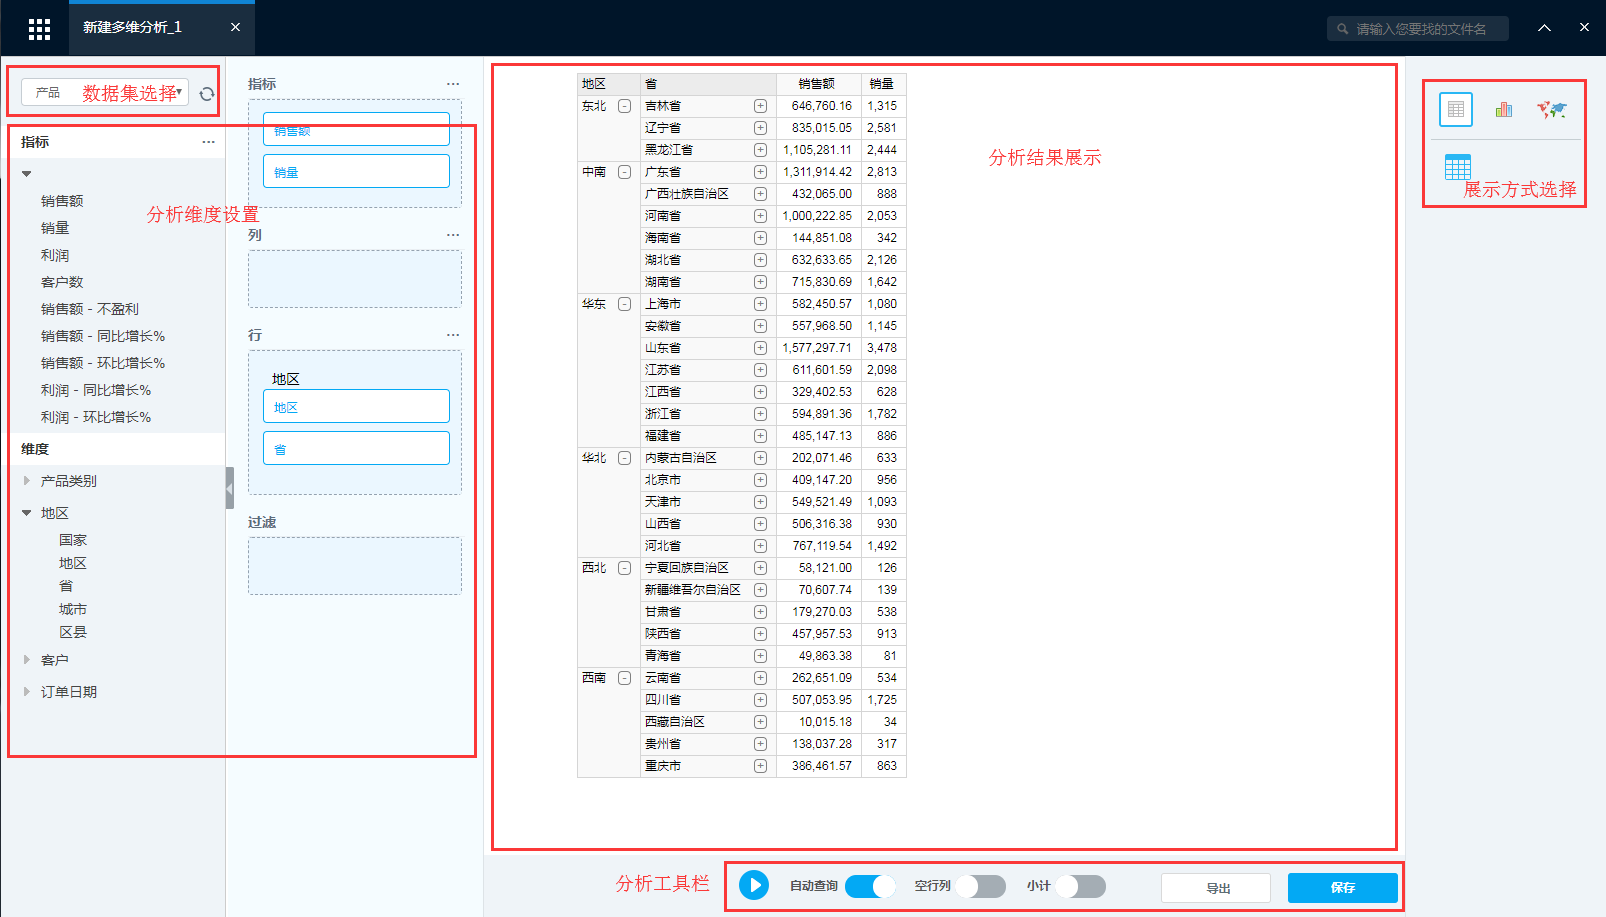 新建多维分析_1
请输入您要找的文件名
产品
数据集选择
指标
销售额
销量
利润
客户数
销售额 - 不盈利
销售额 - 同比增长%
销售额 - 环比增长%
利润 - 同比增长%
利润 - 环比增长%
维度
产品类别
地区
国家
地区
省
城市
区县
客户
订单日期
分析维度设置
指标
销售额
销量
列
行
地区
地区
省
过滤
地区 省 销售额 销量
东北 吉林省 646,760.16 1,315
辽宁省 835,015.05 2,581
黑龙江省 1,105,281.11 2,444
中南 广东省 1,311,914.42 2,813
广西壮族自治区 432,065.00 888
河南省 1,000,222.85 2,053
海南省 144,851.08 342
湖北省 632,633.65 2,126
湖南省 715,830.69 1,642
华东 上海市 582,450.57 1,080
安徽省 557,968.50 1,145
山东省 1,577,297.71 3,478
江苏省 611,601.59 2,098
江西省 329,402.53 628
浙江省 594,891.36 1,782
福建省 485,147.13 886
华北 内蒙古自治区 202,071.46 633
北京市 409,147.20 956
天津市 549,521.49 1,093
山西省 506,316.38 930
河北省 767,119.54 1,492
西北 宁夏回族自治区 58,121.00 126
新疆维吾尔自治区 70,607.74 139
甘肃省 179,270.03 538
陕西省 457,957.53 913
青海省 49,863.38 81
西南 云南省 262,651.09 534
四川省 507,053.95 1,725
西藏自治区 10,015.18 34
贵州省 138,037.28 317
重庆市 386,461.57 863
分析结果展示
展示方式选择
分析工具栏
自动查询
空行列
小计
导出
保存